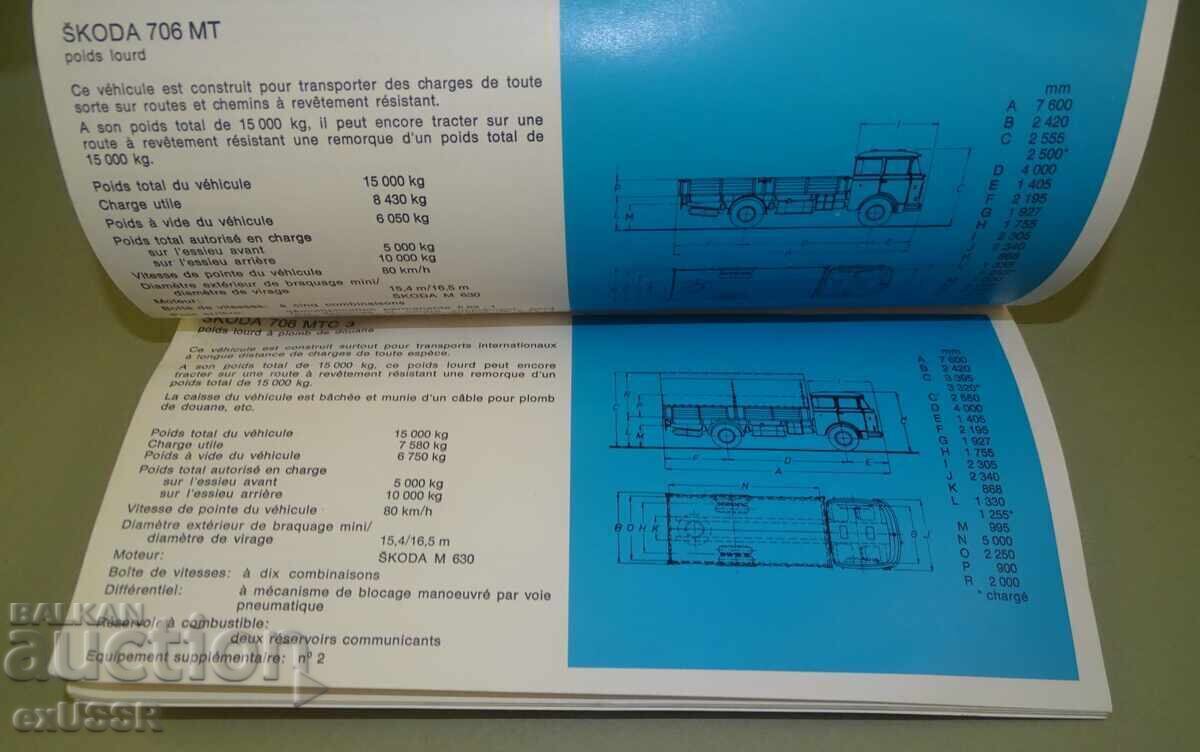 ŠKODA 706 MT
poids lourd
Ce véhicule est construit pour transporter des charges de toute
sorte sur routes et chemins à revêtement résistant.
A son poids total de 15 000 kg, il peut encore tracter sur une
route à revêtement résistant une remorque d'un poids total de
15 000 kg.
Poids total du véhicule 15 000 kg
Charge utile 8 430 kg
Poids à vide du véhicule 6 050 kg
Poids total autorisé en charge
sur l'essieu avant 5 000 kg
sur l'essieu arrière 10 000 kg
Vitesse de pointe du véhicule 80 km/h
Diamètre extérieur de braquage mini/
diamètre de virage 15,4 m/16,5 m
Moteur: ŠKODA M 630
Boîte de vitesses: à cinq combinaisons
mm
A 7 600
B 2 420
C 2 555
2 500*
D 4 000
E 1 405
F 2 195
G 1 927
H 1 755
I 2 305
J 2 340
K 868
ŠKODA 706 MTC 3
poids lourd à plomb de douane
Ce véhicule est construit surtout pour transports internationaux
à longue distance de charges de toute espèce.
A son poids total de 15 000 kg, ce poids lourd peut encore
tracter sur une route à revêtement résistant une remorque d'un
poids total de 15 000 kg.
La caisse du véhicule est bâchée et munie d'un câble pour plomb
de douane, etc.
Poids total du véhicule 15 000 kg
Charge utile 7 580 kg
Poids à vide du véhicule 6 750 kg
Poids total autorisé en charge
sur l'essieu avant 5 000 kg
sur l'essieu arrière 10 000 kg
Vitesse de pointe du véhicule 80 km/h
Diamètre extérieur de braquage mini/
diamètre de virage 15,4/16,5 m
Moteur: ŠKODA M 630
Boîte de vitesses: à dix combinaisons
Différentiel: à mécanisme de blocage manoeuvré par voie
pneumatique
Réservoir à combustible:
deux réservoirs communicants
Equipement supplémentaire: nº 2
mm
A 7 600
B 2 420
C 3 395
3 320*
C' 2 550
D 4 000
E 1 405
F 2 195
G 1 927
H 1 755
I 2 305
J 2 340
K 868
L 1 330
1 255*
M 995
N 5 000
O 2 250
P 900
R 2 000
* chargé
BALKAN
auction
exUSSR